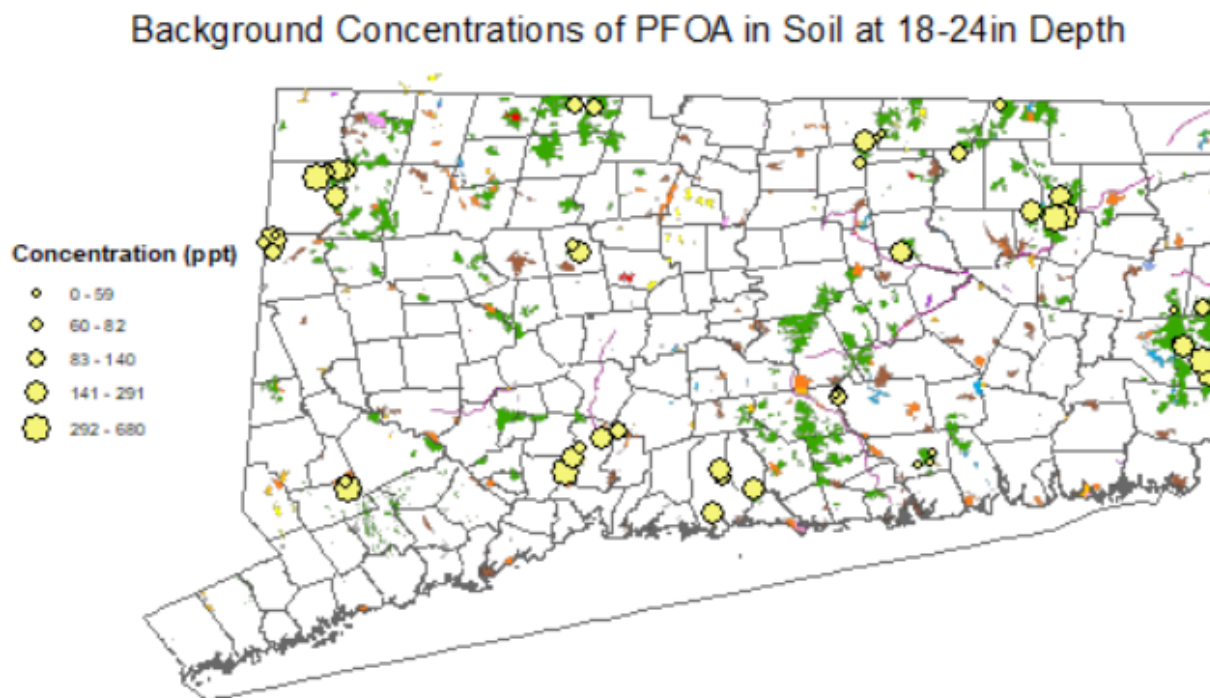 Background Concentrations of PFOA in Soil at 18-24in Depth
Concentration (ppt)
0 - 59
60 - 82
83 - 140
141 - 291
292 - 680